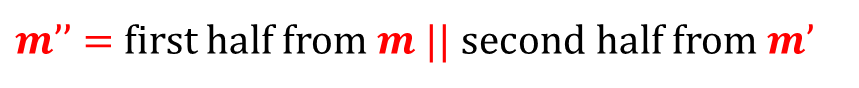 m’’ = first half from m || second half from m’